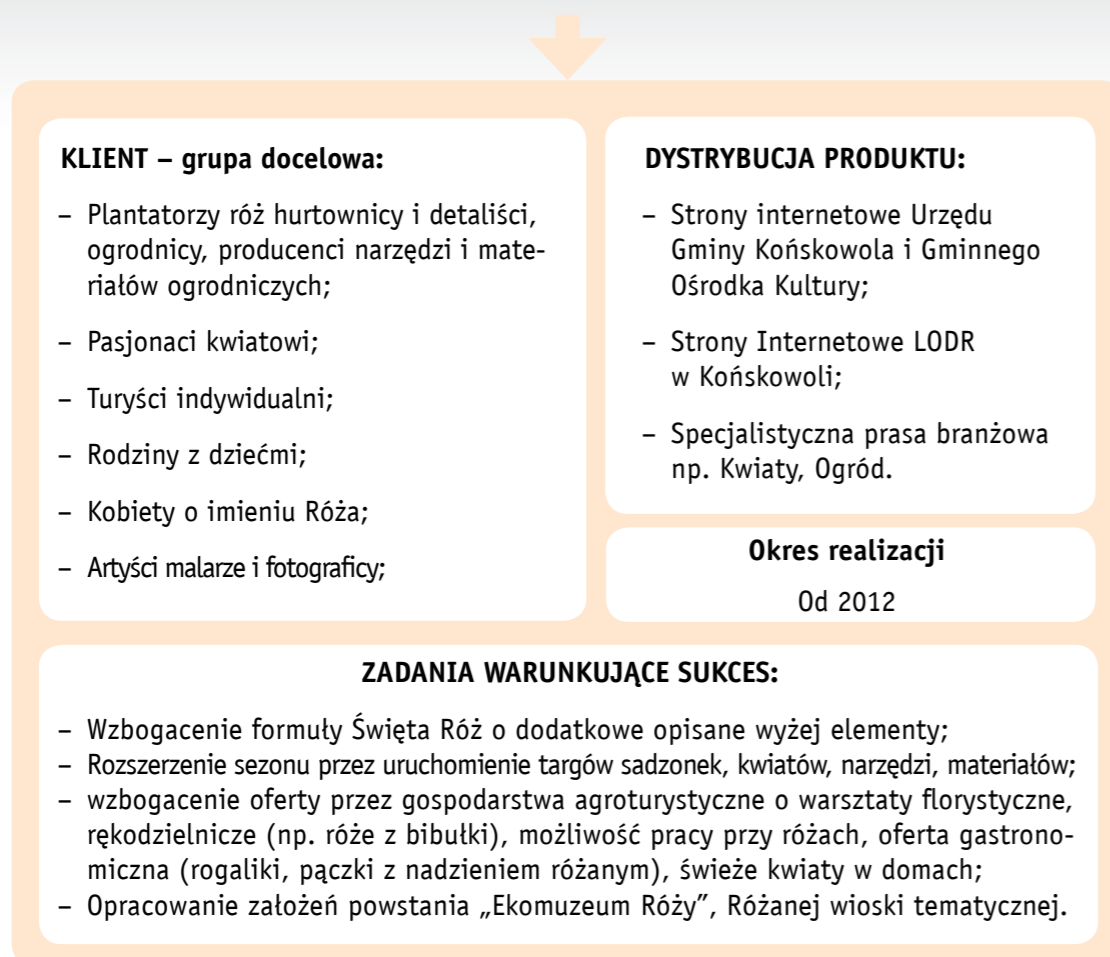 KLIENT – grupa docelowa:
– Plantatorzy róż hurtownicy i detaliści,
ogrodnicy, producenci narzędzi i mate-
riałów ogrodniczych;
– Pasjonaci kwiatowi;
– Turyści indywidualni;
– Rodziny z dziećmi;
– Kobiety o imieniu Róża;
– Artyści malarze i fotograficy;
DYSTRYBUCJA PRODUKTU:
– Strony internetowe Urzędu
Gminy Końskowola i Gminnego
Ośrodka Kultury;
– Strony Internetowe LODR
w Końskowoli;
– Specjalistyczna prasa branżowa
np. Kwiaty, Ogród.
Okres realizacji
Od 2012
ZADANIA WARUNKUJĄCE SUKCES:
– Wzbogacenie formuły Święta Róż o dodatkowe opisane wyżej elementy;
– Rozszerzenie sezonu przez uruchomienie targów sadzonek, kwiatów, narzędzi, materiałów;
– wzbogacenie oferty przez gospodarstwa agroturystyczne o warsztaty florystyczne,
rękodzielnicze (np. róże z bibułki), możliwość pracy przy różach, oferta gastrono-
miczna (rogaliki, pączki z nadzieniem różanym), świeże kwiaty w domach;
– Opracowanie założeń powstania „Ekomuzeum Róży”, Różanej wioski tematycznej.